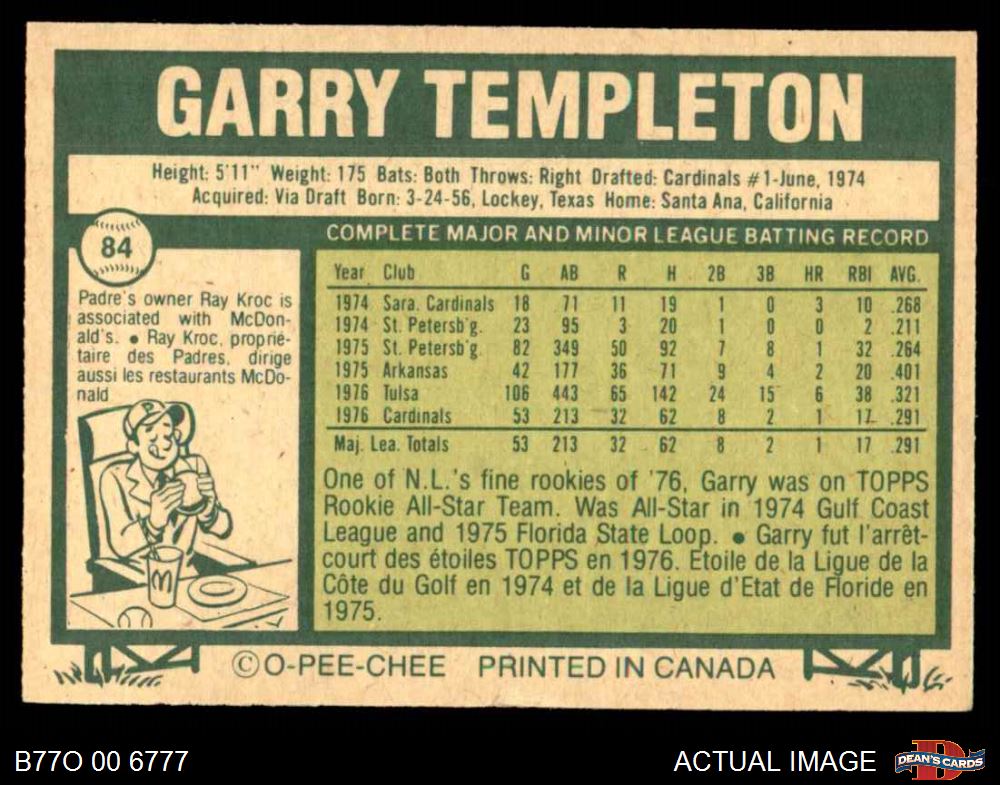 GARRY TEMPLETON
Height: 5'11" Weight: 175 Bats: Both Throws: Right Drafted: Cardinals #1-June, 1974
Acquired: Via Draft Born: 3-24-56, Lockey, Texas Home: Santa Ana, California
84
Padre's owner Ray Kroc is
associated with McDon-
ald's. ● Ray Kroc, proprié-
taire des Padres, dirige
aussi les restaurants McDo-
nald
P
M
COMPLETE MAJOR AND MINOR LEAGUE BATTING RECORD
Year Club G AB R H 2B 3B HR RBI AVG.
1974 Sara. Cardinals 18 71 11 19 1 0 3 10 .268
1974 St. Petersb'g. 23 95 3 20 1 0 0 2 .211
1975 St. Petersb'g. 82 349 50 92 7 8 1 32 .264
1975 Arkansas 42 177 36 71 9 4 2 20 .401
1976 Tulsa 106 443 65 142 24 15 6 38 .321
1976 Cardinals 53 213 32 62 8 2 1 17 .291
Maj. Lea. Totals 53 213 32 62 8 2 1 17 .291
One of N.L.'s fine rookies of '76, Garry was on TOPPS
Rookie All-Star Team. Was All-Star in 1974 Gulf Coast
League and 1975 Florida State Loop. ● Garry fut l'arrêt-
court des étoiles TOPPS en 1976. Etoile de la Ligue de la
Côte du Golf en 1974 et de la Ligue d'Etat de Floride en
1975.
©O-PEE-CHEE PRINTED IN CANADA
B77O 00 6777
ACTUAL IMAGE
DEAN'S CARDS